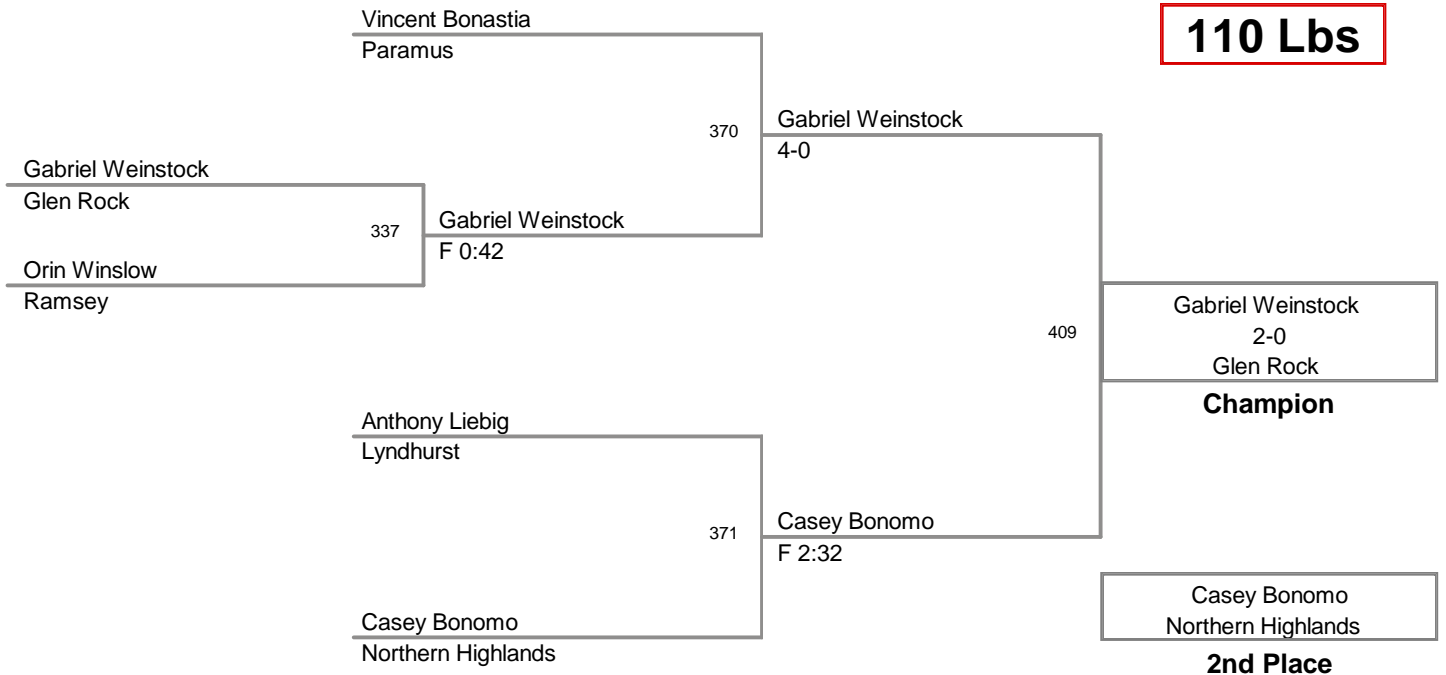 Vincent Bonastia
Paramus
110 Lbs
370
Gabriel Weinstock
4-0
Gabriel Weinstock
Glen Rock
337
Gabriel Weinstock
F 0:42
Orin Winslow
Ramsey
409
Gabriel Weinstock
2-0
Glen Rock
Champion
Anthony Liebig
Lyndhurst
371
Casey Bonomo
F 2:32
Casey Bonomo
Northern Highlands
Casey Bonomo
Northern Highlands
2nd Place